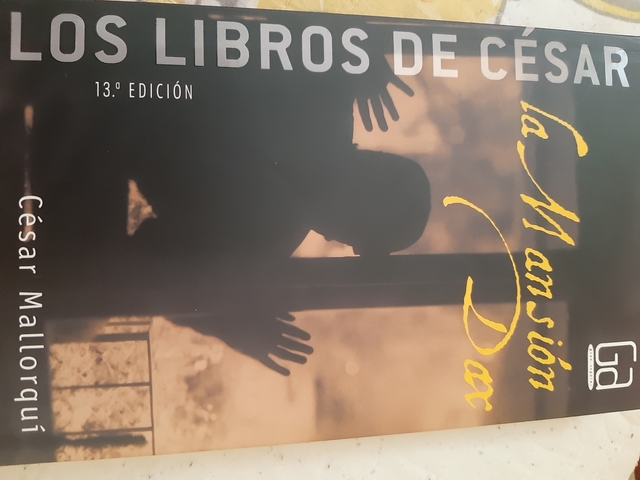 LOS LIBROS DE CÉSAR
13.ª EDICIÓN
la Mansión
Dax
César Mallorquí
Ga